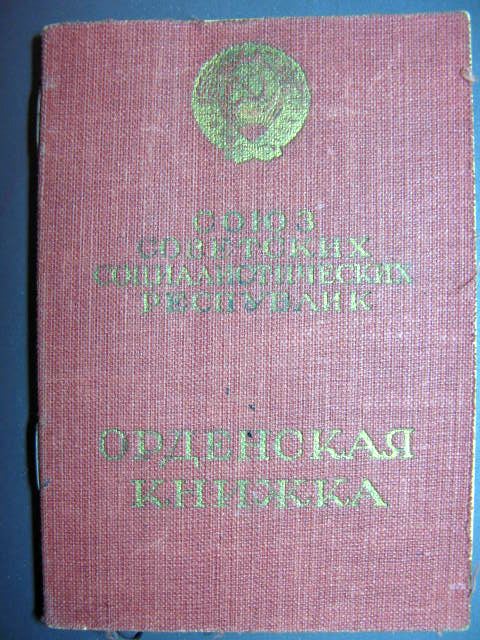 СОЮЗ
СОВЕТСКИХ
СОЦИАЛИСТИЧЕСКИХ
РЕСПУБЛИК
ОРДЕНСКАЯ
КНИЖКА